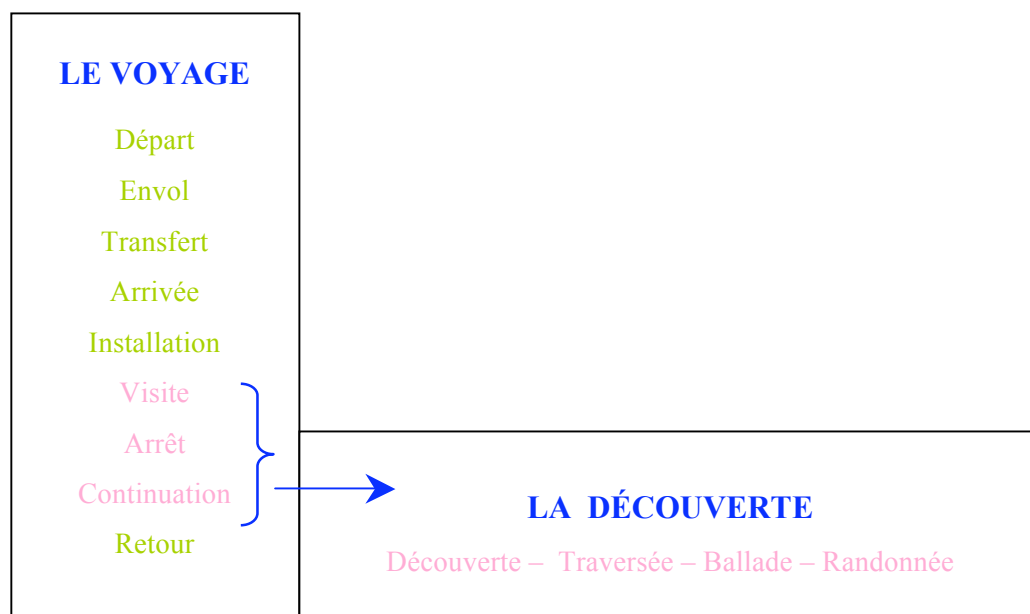 LE VOYAGE
Départ
Envol
Transfert
Arrivée
Installation
Visite
Arrêt
Continuation
Retour
LA DÉCOUVERTE
Découverte – Traversée – Ballade – Randonnée